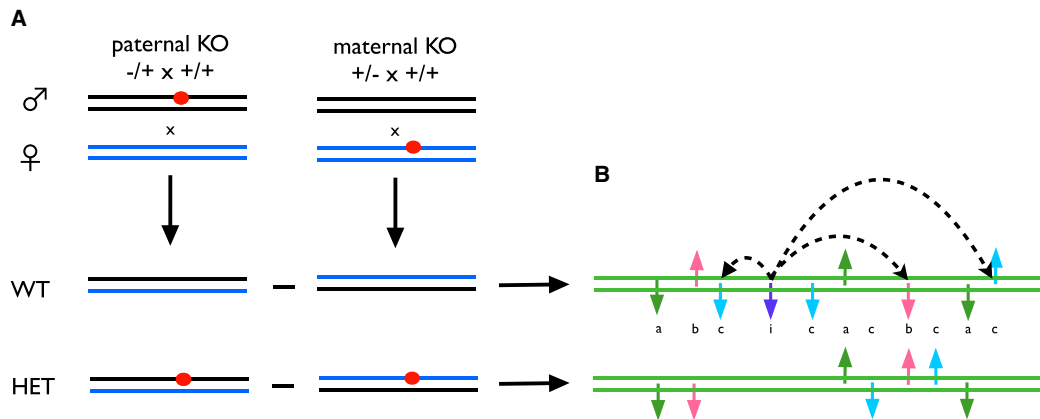 A
paternal KO
-/+ x +/+
maternal KO
+/- x +/+
♂
x
x
♀
B
WT
a b c i c a c b c a c
HET